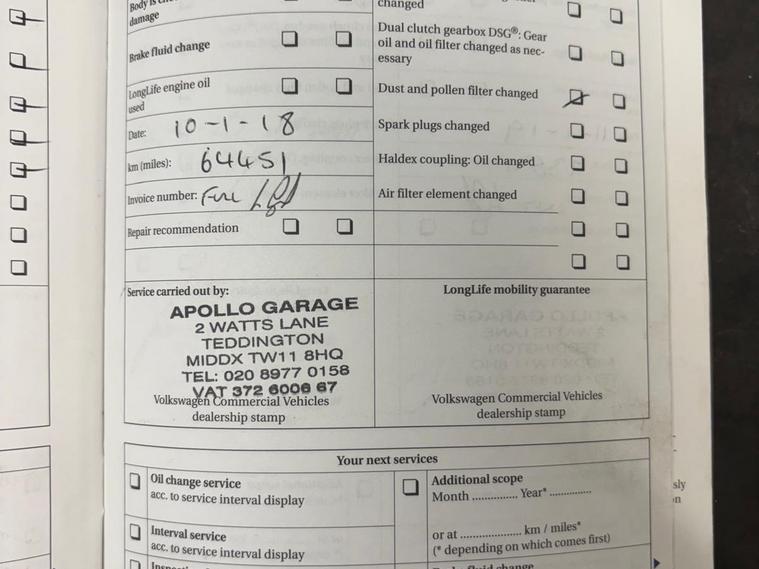 Body is
damage
Brake fluid change
LongLife engine oil
used
Date: 10-1-18
km (miles): 64451
Invoice number: Full
Repair recommendation
changed
Dual clutch gearbox DSG®: Gear
oil and oil filter changed as nec-
essary
Dust and pollen filter changed
Spark plugs changed
Haldex coupling: Oil changed
Air filter element changed
Service carried out by:
APOLLO GARAGE
2 WATTS LANE
TEDDINGTON
MIDDX TW11 8HQ
TEL: 020 8977 0158
VAT 372 6006 67
Volkswagen Commercial Vehicles
dealership stamp
LongLife mobility guarantee
Volkswagen Commercial Vehicles
dealership stamp
Your next services
Oil change service
acc. to service interval display
Interval service
acc. to service interval display
Additional scope
Month ............... Year* ..............
or at .................... km / miles*
(* depending on which comes first)